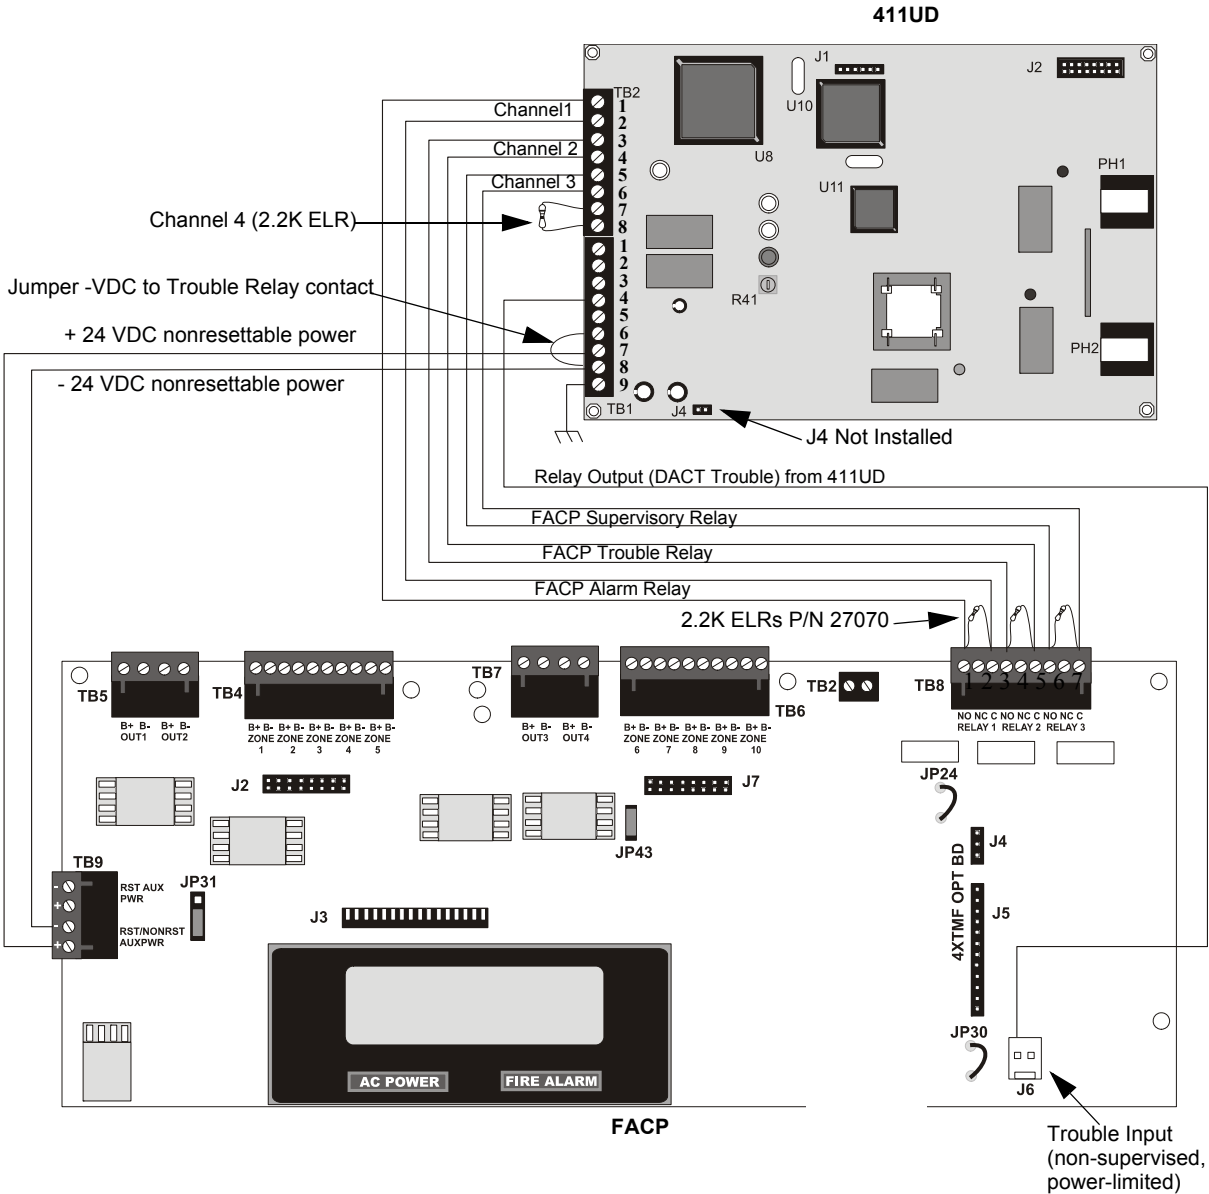 411UD
J1
J2
TB2
U10
U8
U11
PH1
PH2
R41
Channel1
Channel 2
Channel 3
1
2
3
4
5
6
7
8
Channel 4 (2.2K ELR)
1
2
3
4
5
6
7
8
9
Jumper -VDC to Trouble Relay contact
+ 24 VDC nonresettable power
- 24 VDC nonresettable power
TB1
J4
J4 Not Installed
Relay Output (DACT Trouble) from 411UD
FACP Supervisory Relay
FACP Trouble Relay
FACP Alarm Relay
2.2K ELRs P/N 27070
TB5
B+ B- B+ B-
OUT1 OUT2
TB4
B+ B- B+ B- B+ B- B+ B- B+ B-
ZONE ZONE ZONE ZONE ZONE
1 2 3 4 5
TB7
B+ B- B+ B-
OUT3 OUT4
TB6
B+ B- B+ B- B+ B- B+ B- B+ B-
ZONE ZONE ZONE ZONE ZONE
6 7 8 9 10
TB2
TB8
1 2 3 4 5 6 7
NO NC C NO NC C NO NC C
RELAY 1 RELAY 2 RELAY 3
J2
J7
JP24
JP43
J4
4XTMF OPT BD
J5
TB9
- + - +
RST AUX
PWR
RST/NONRST
AUXPWR
JP31
J3
AC POWER
FIRE ALARM
JP30
J6
FACP
Trouble Input
(non-supervised,
power-limited)